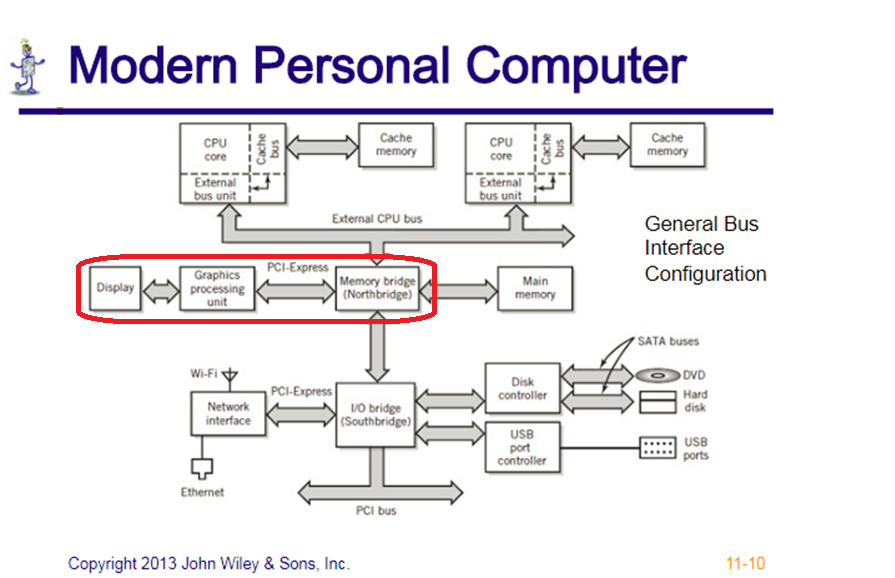 Modern Personal Computer
CPU
core
Cache
bus
External
bus unit
Cache
memory
CPU
core
Cache
bus
External
bus unit
Cache
memory
External CPU bus
General Bus
Interface
Configuration
Display
Graphics
processing
unit
PCI-Express
Memory bridge
(Northbridge)
Main
memory
SATA buses
Wi-Fi
Network
interface
PCI-Express
I/O bridge
(Southbridge)
Disk
controller
DVD
Hard
disk
USB
port
controller
USB
ports
Ethernet
PCI bus
Copyright 2013 John Wiley & Sons, Inc.
11-10